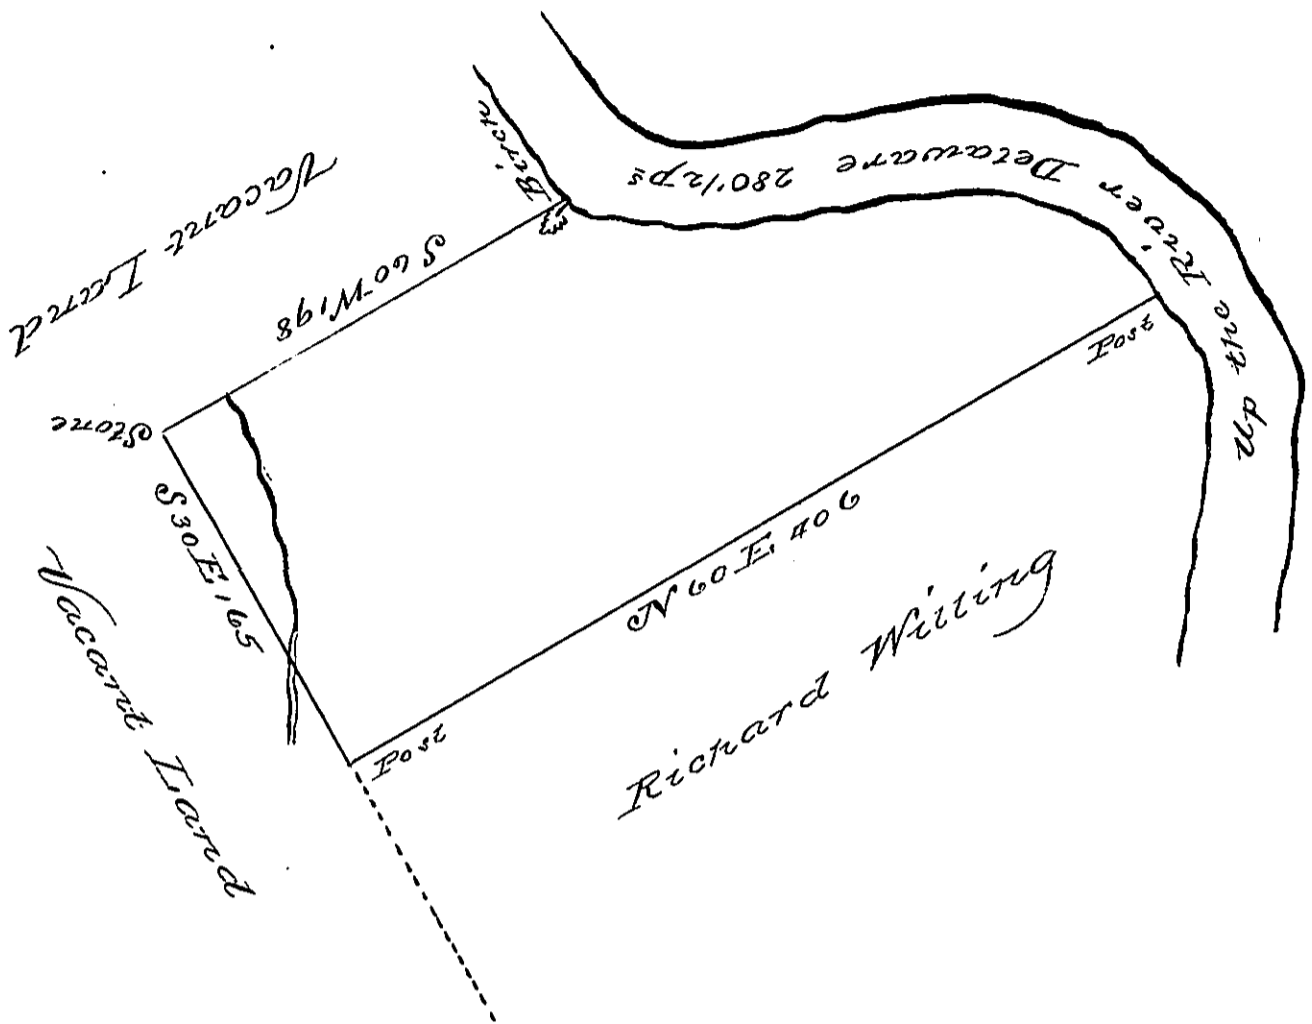 Vacant Land
Birch
S 60 W 198
280 1/2 ps
up the River Delaware
Stone
S 30 E 165
Vacant Land
Post
N 60 E 406
Post
Richard Willing